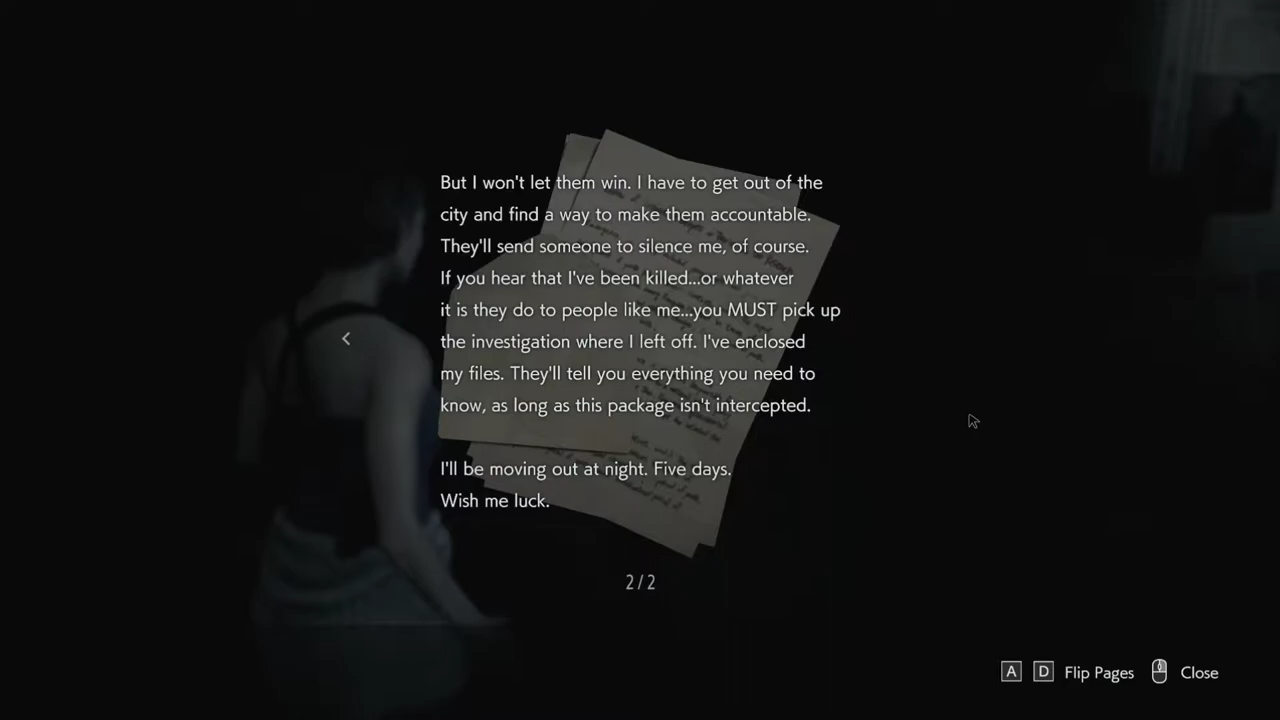 But I won't let them win. I have to get out of the
city and find a way to make them accountable.
They'll send someone to silence me, of course.
If you hear that I've been killed...or whatever
it is they do to people like me...you MUST pick up
the investigation where I left off. I've enclosed
my files. They'll tell you everything you need to
know, as long as this package isn't intercepted.
I'll be moving out at night. Five days.
Wish me luck.
2/2
A D Flip Pages Close